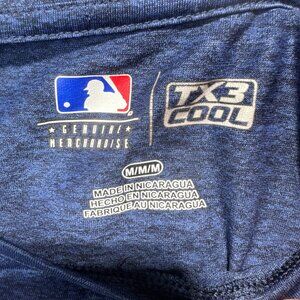 TX3
COOL
GENUINE
MERCHANDISE
M/M/M
MADE IN NICARAGUA
HECHO EN NICARAGUA
FABRIQUE AU NICARAGUA